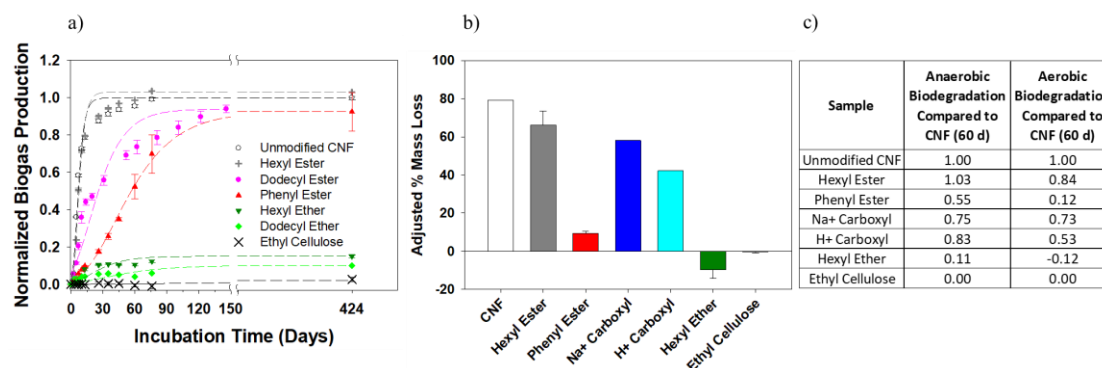 a)
b)
c)
Normalized Biogas Production
1.2
1.0
0.8
0.6
0.4
0.2
0.0
0 30 60 90 120 150 424
Incubation Time (Days)
Unmodified CNF
Hexyl Ester
Dodecyl Ester
Phenyl Ester
Hexyl Ether
Dodecyl Ether
Ethyl Cellulose
Adjusted % Mass Loss
100
80
60
40
20
0
-20
CNF
Hexyl Ester
Phenyl Ester
Na+ Carboxyl
H+ Carboxyl
Hexyl Ether
Ethyl Cellulose
Sample
Anaerobic
Biodegradation
Compared to
CNF (60 d)
Aerobic
Biodegradation
Compared to
CNF (60 d)
Unmodified CNF 1.00 1.00
Hexyl Ester 1.03 0.84
Phenyl Ester 0.55 0.12
Na+ Carboxyl 0.75 0.73
H+ Carboxyl 0.83 0.53
Hexyl Ether 0.11 -0.12
Ethyl Cellulose 0.00 0.00